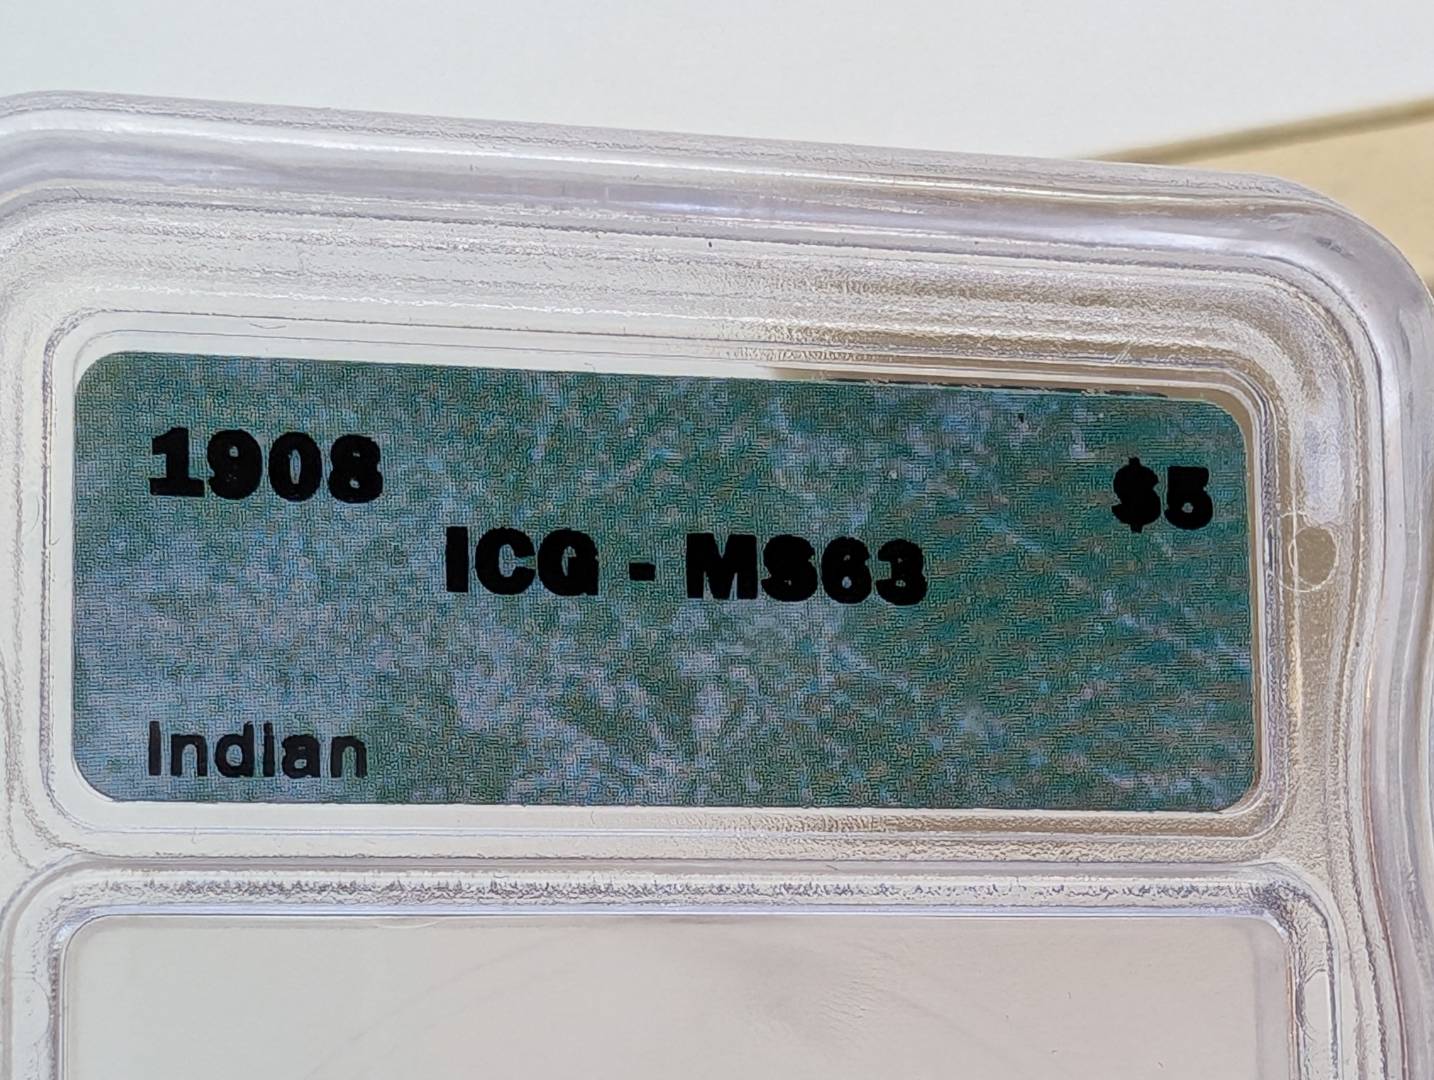 1908 $5
ICG - MS63
Indian